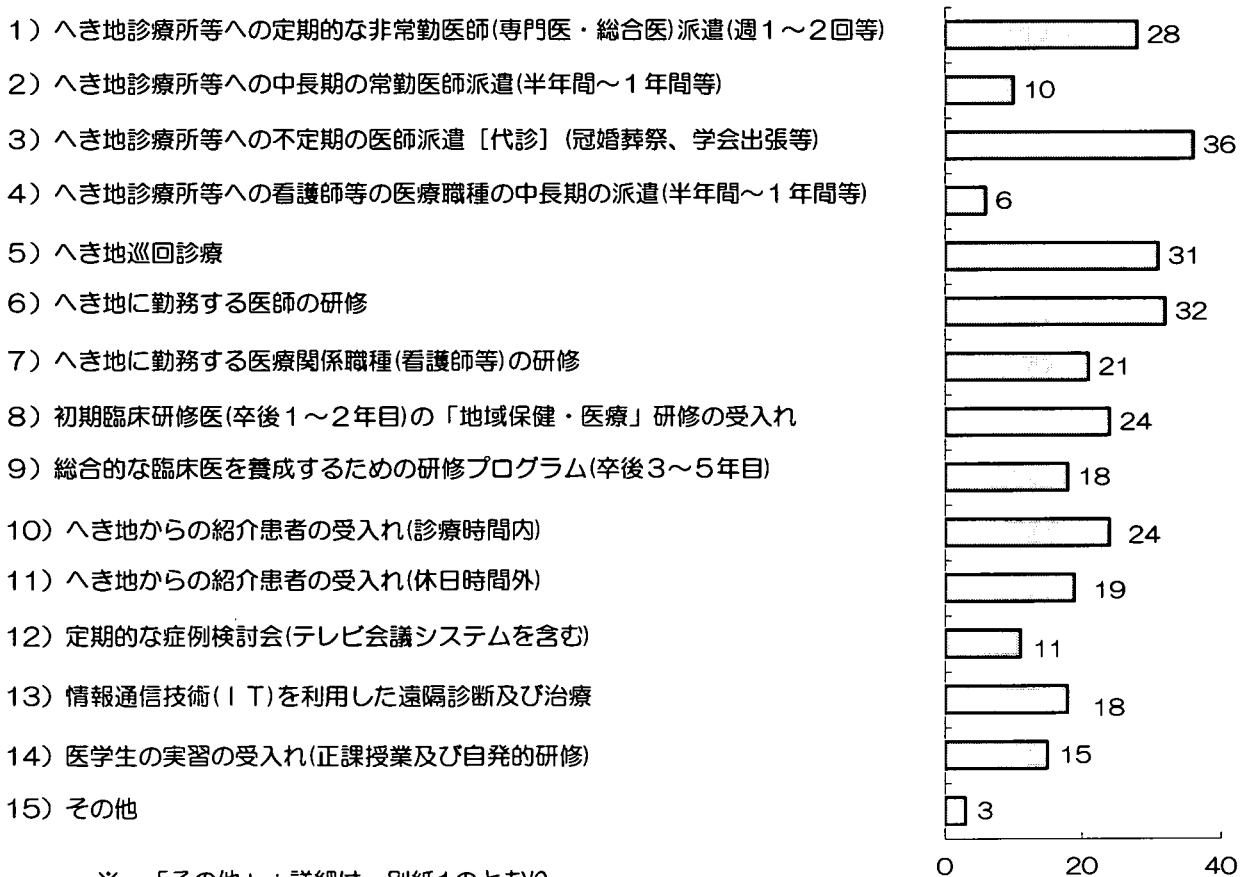 1）へき地診療所等への定期的な非常勤医師(専門医・総合医)派遣(週1～2回等) 28
2）へき地診療所等への中長期の常勤医師派遣(半年間～1年間等) 10
3）へき地診療所等への不定期の医師派遣［代診］(冠婚葬祭、学会出張等) 36
4）へき地診療所等への看護師等の医療職種の中長期の派遣(半年間～1年間等) 6
5）へき地巡回診療 31
6）へき地に勤務する医師の研修 32
7）へき地に勤務する医療関係職種(看護師等)の研修 21
8）初期臨床研修医(卒後1～2年目)の「地域保健・医療」研修の受入れ 24
9）総合的な臨床医を養成するための研修プログラム(卒後3～5年目) 18
10）へき地からの紹介患者の受入れ(診療時間内) 24
11）へき地からの紹介患者の受入れ(休日時間外) 19
12）定期的な症例検討会(テレビ会議システムを含む) 11
13）情報通信技術(IT)を利用した遠隔診断及び治療 18
14）医学生の実習の受入れ(正課授業及び自発的研修) 15
15）その他 3
0 20 40